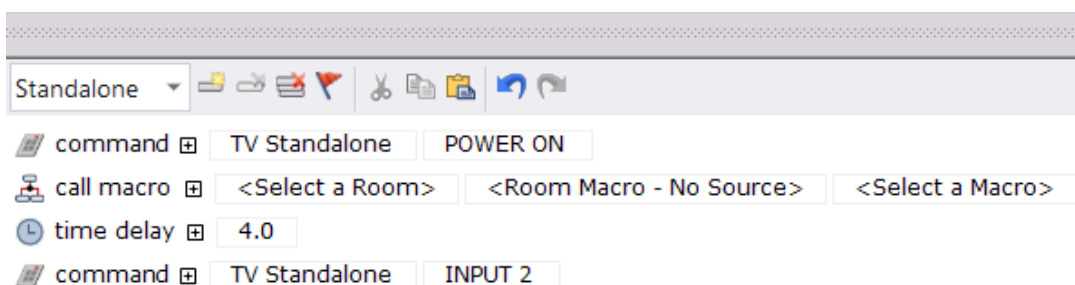 Standalone
command TV Standalone POWER ON
call macro <Select a Room> <Room Macro - No Source> <Select a Macro>
time delay 4.0
command TV Standalone INPUT 2